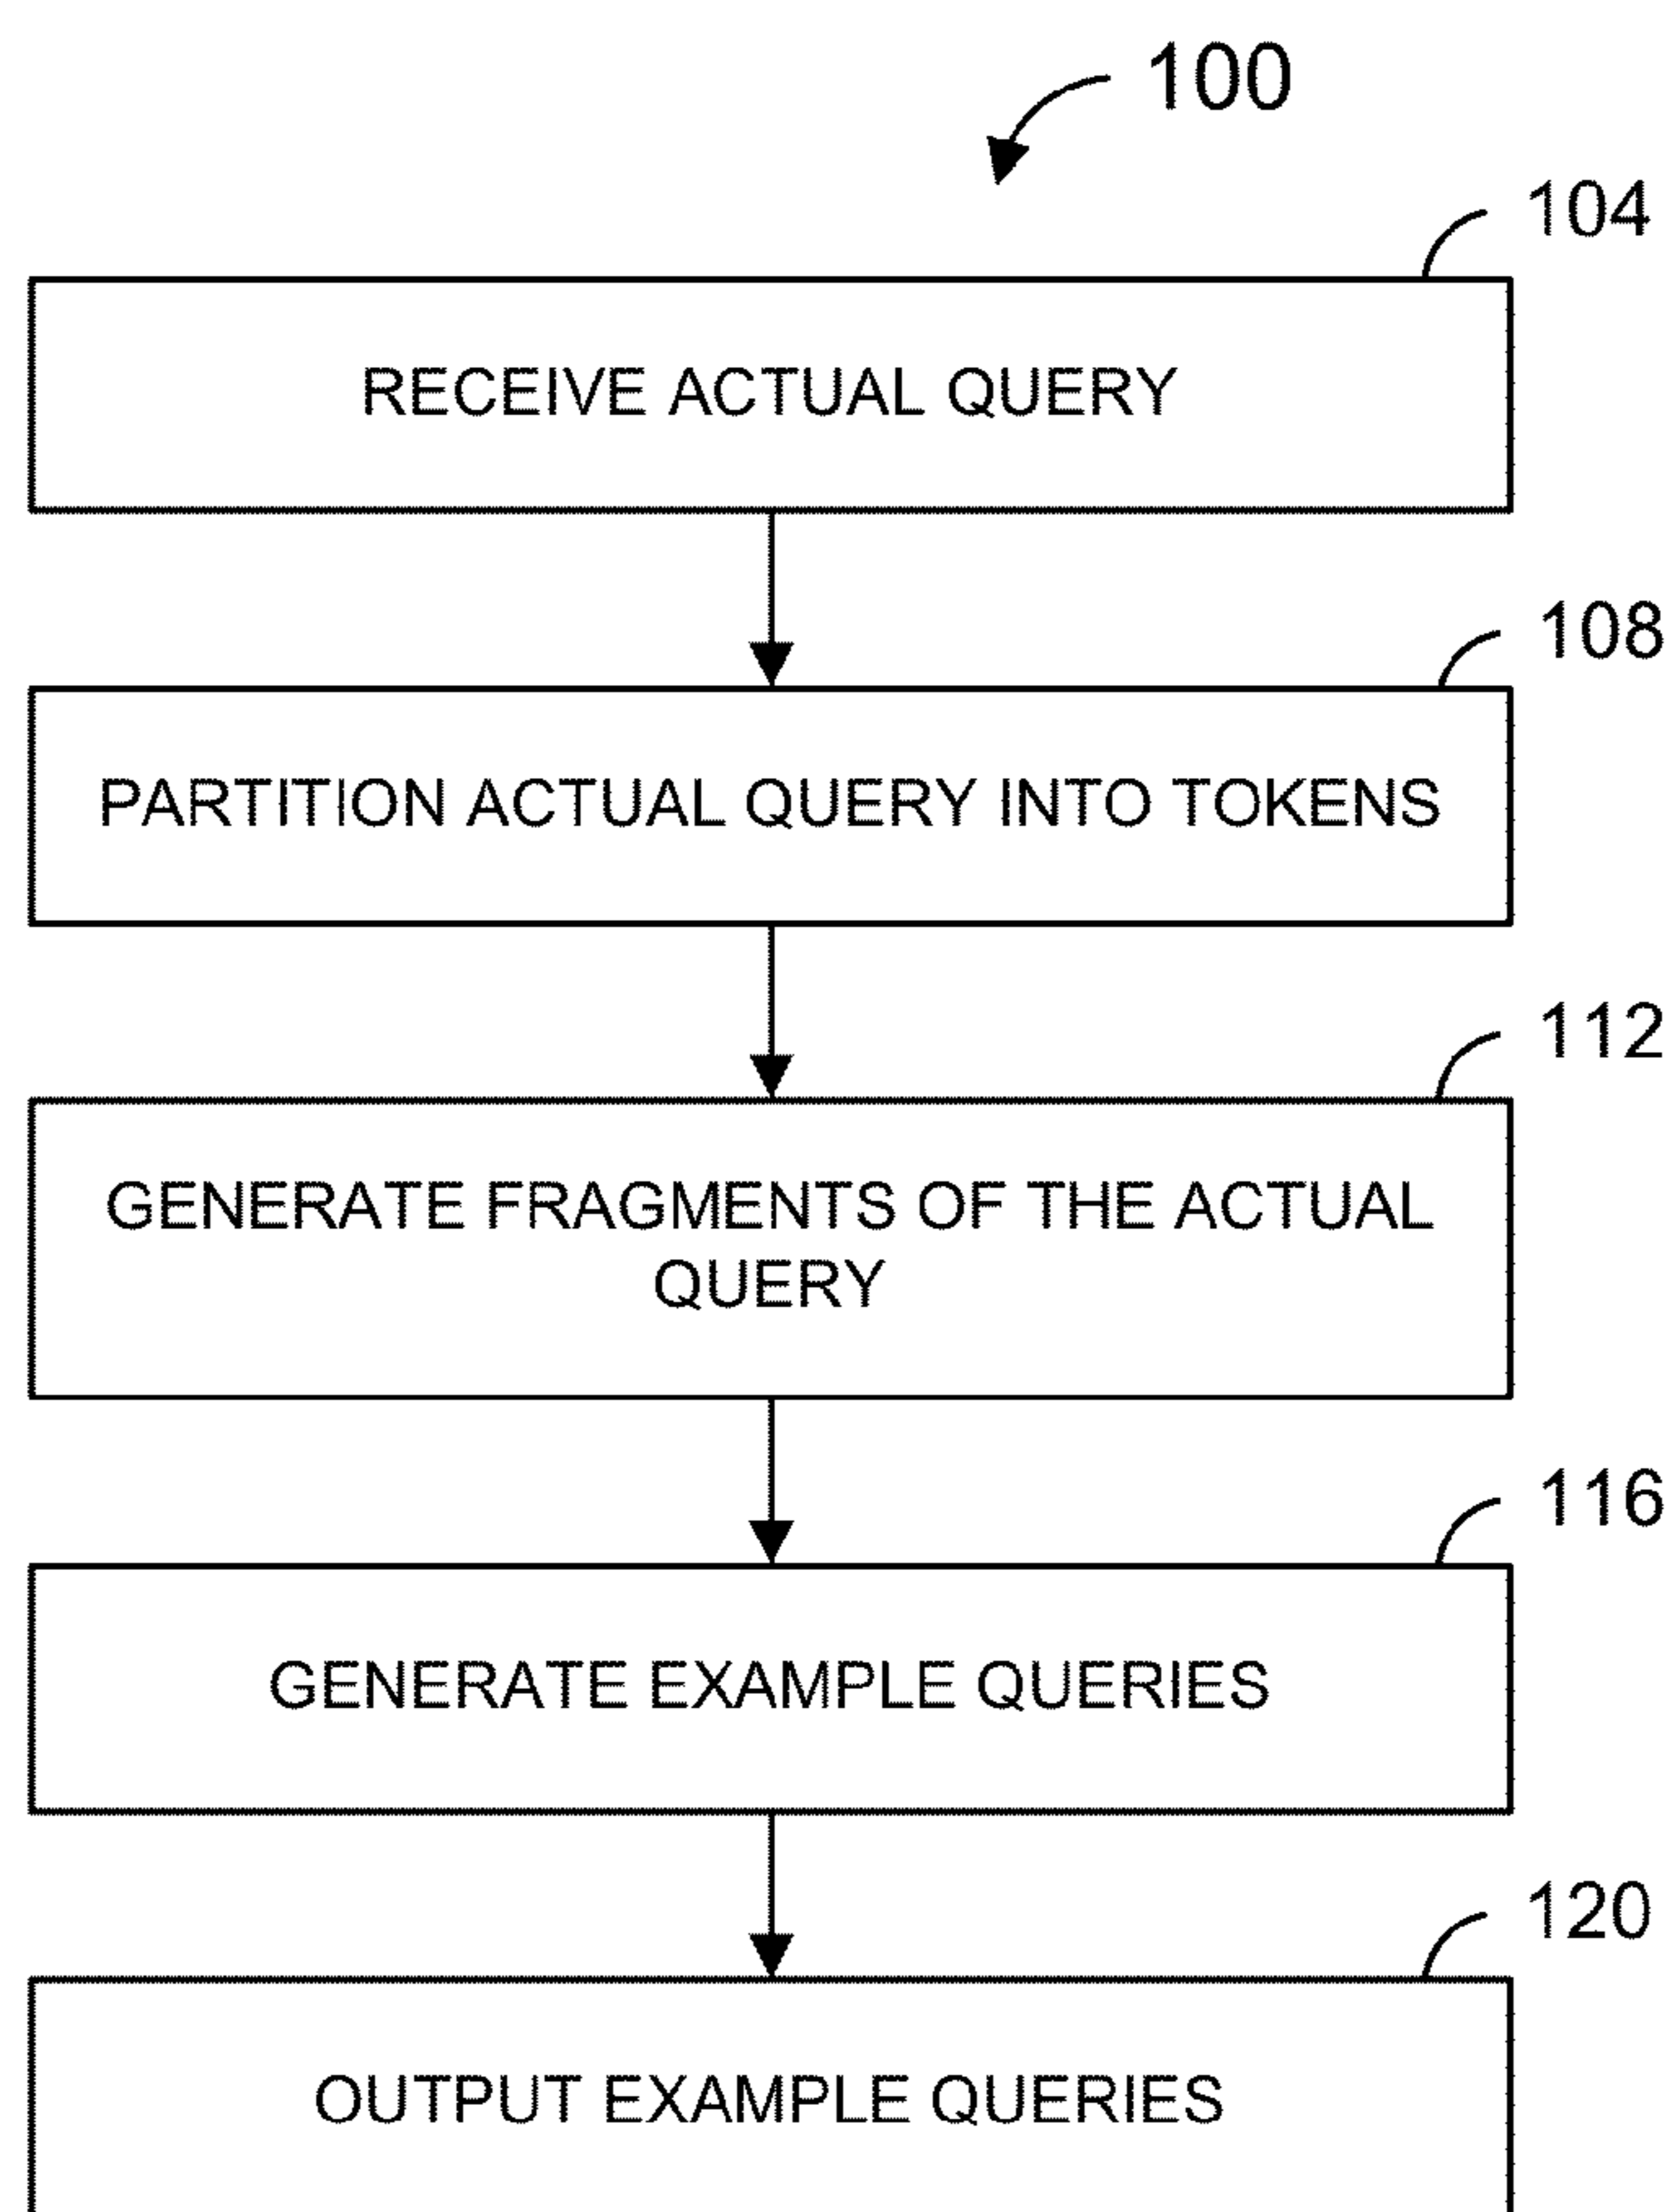 100
104
RECEIVE ACTUAL QUERY
108
PARTITION ACTUAL QUERY INTO TOKENS
112
GENERATE FRAGMENTS OF THE ACTUAL
QUERY
116
GENERATE EXAMPLE QUERIES
120
OUTPUT EXAMPLE QUERIES